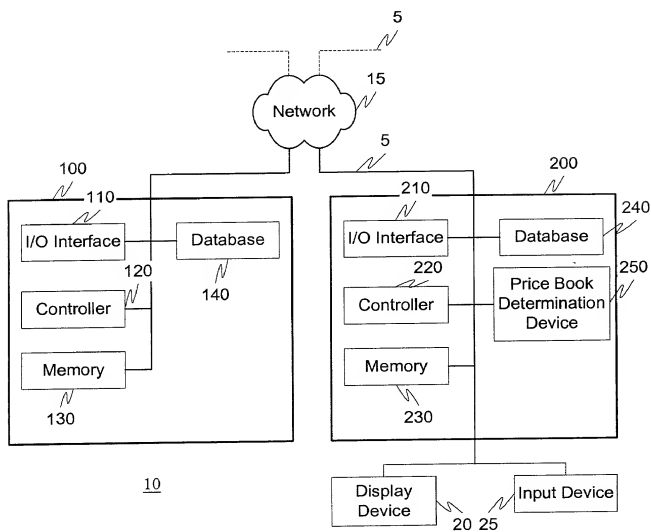 5
15
Network
5
100
200
110
210
I/O Interface
Database
140
I/O Interface
Database
240
120
220
Controller
Controller
Price Book
Determination
Device
250
Memory
130
Memory
230
10
Display
Device
20
25
Input Device